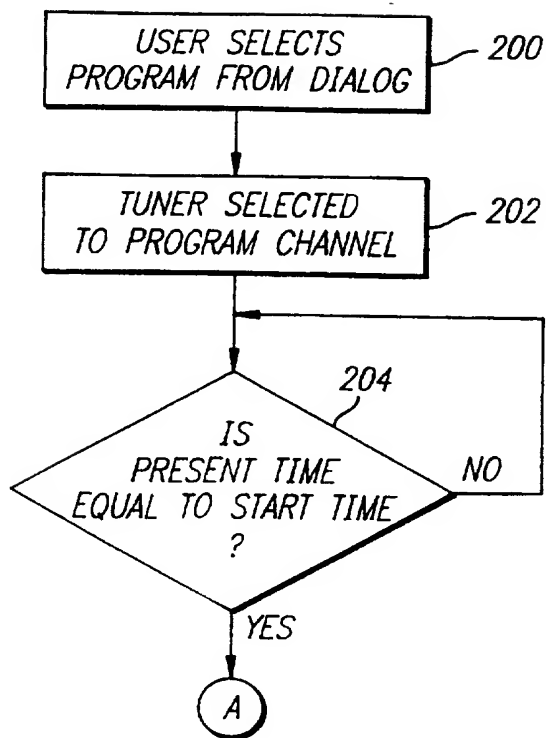 USER SELECTS
PROGRAM FROM DIALOG
200
TUNER SELECTED
TO PROGRAM CHANNEL
202
204
IS
PRESENT TIME
EQUAL TO START TIME
?
NO
YES
A